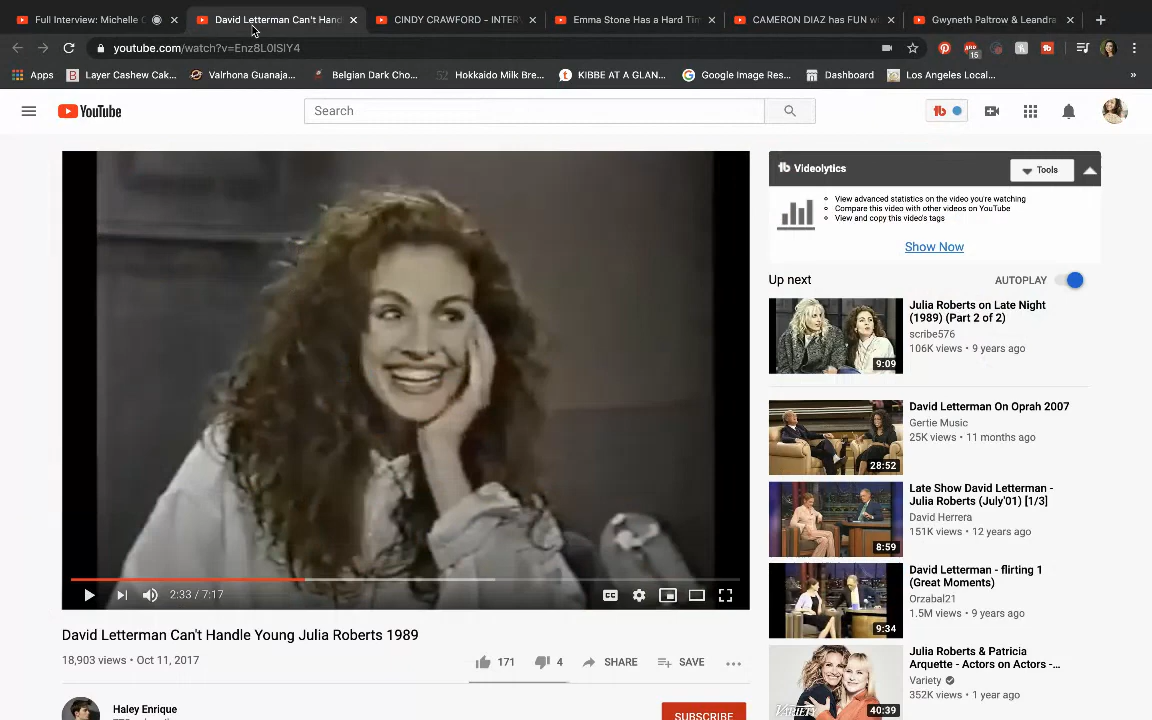 Full Interview: Michelle O
David Letterman Can't Hand
CINDY CRAWFORD - INTER
Emma Stone Has a Hard Tim
CAMERON DIAZ has FUN w
Gwyneth Paltrow & Leandra
youtube.com/watch?v=Enz8L0ISlY4
15
Apps
Layer Cashew Cak...
Valrhona Guanaja...
Belgian Dark Cho...
52 Hokkaido Milk Bre...
KIBBE AT A GLAN...
Google Image Res...
Dashboard
Los Angeles Local...
»
YouTube
Search
tb
tb Videolytics
Tools
View advanced statistics on the video you're watching
Compare this video with other videos on YouTube
View and copy this video's tags
Show Now
Up next
AUTOPLAY
Julia Roberts on Late Night
(1989) (Part 2 of 2)
scribe576
106K views • 9 years ago
9:09
David Letterman On Oprah 2007
Gertie Music
25K views • 11 months ago
28:52
Late Show David Letterman -
Julia Roberts (July'01) [1/3]
David Herrera
151K views • 12 years ago
8:59
David Letterman - flirting 1
(Great Moments)
Orzabal21
1.5M views • 9 years ago
9:34
Julia Roberts & Patricia
Arquette - Actors on Actors -...
Variety
352K views • 1 year ago
VARIETY
40:39
2:33 / 7:17
CC
David Letterman Can't Handle Young Julia Roberts 1989
18,903 views • Oct 11, 2017
171
4
SHARE
SAVE
Haley Enrique
SUBSCRIBE